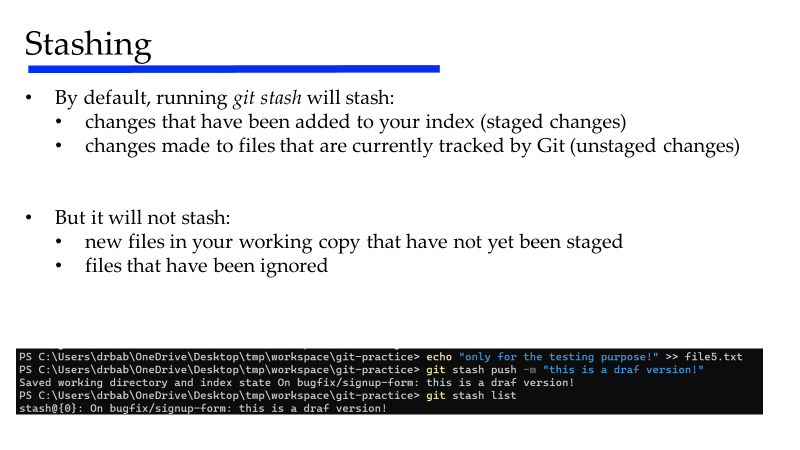 Stashing
• By default, running git stash will stash:
• changes that have been added to your index (staged changes)
• changes made to files that are currently tracked by Git (unstaged changes)
• But it will not stash:
• new files in your working copy that have not yet been staged
• files that have been ignored
PS C:\Users\drbab\OneDrive\Desktop\tmp\workspace\git-practice> echo "only for the testing purpose!" >> file5.txt
PS C:\Users\drbab\OneDrive\Desktop\tmp\workspace\git-practice> git stash push -m "this is a draf version!"
Saved working directory and index state On bugfix/signup-form: this is a draf version!
PS C:\Users\drbab\OneDrive\Desktop\tmp\workspace\git-practice> git stash list
stash@{0}: On bugfix/signup-form: this is a draf version!